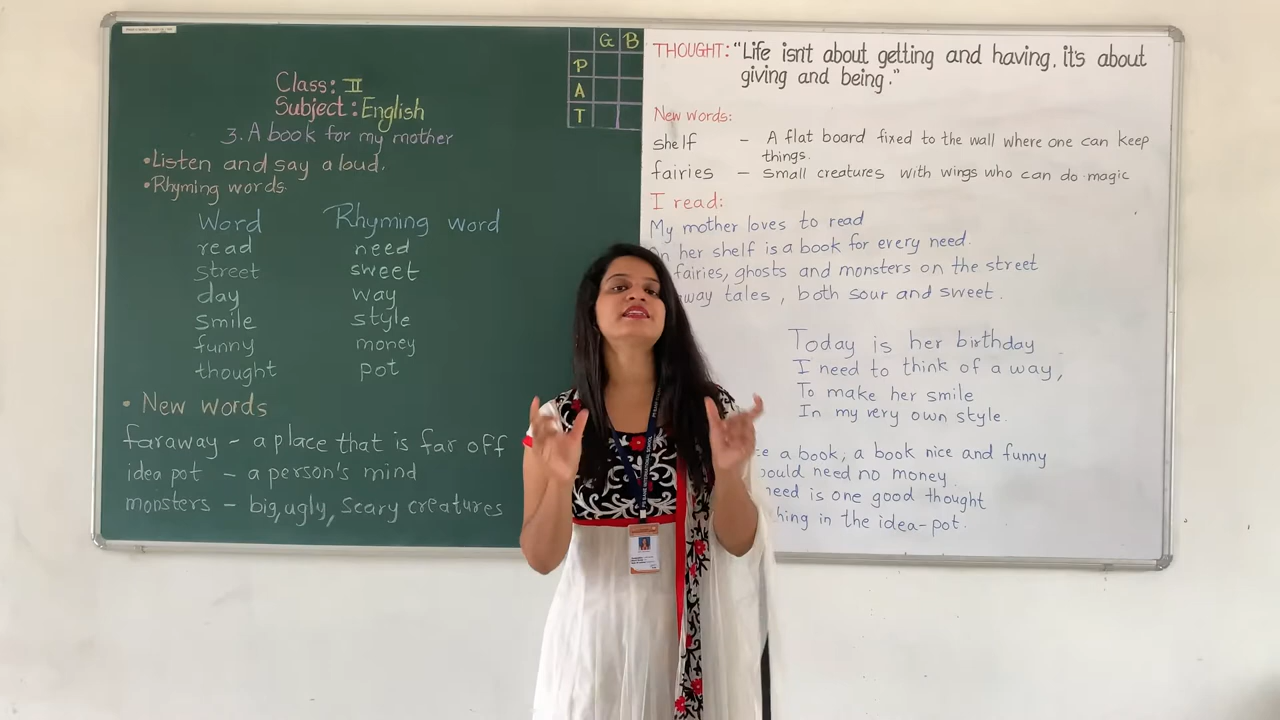 Class: II
Subject: English
3. A book for my mother
•Listen and say aloud.
•Rhyming words.
Word Rhyming word
read need
street sweet
day way
smile style
funny money
thought pot
• New words
faraway - a place that is far off
idea pot - a person's mind
monsters - big, ugly, scary creatures
G B
P
A
T
THOUGHT: "Life isn't about getting and having, it's about
giving and being."
New words:
shelf - A flat board fixed to the wall where one can keep
things.
fairies - small creatures with wings who can do magic
I read:
My mother loves to read
her shelf is a book for every need.
fairies, ghosts and monsters on the street
tales, both sour and sweet.
Today is her birthday
I need to think of a way,
To make her smile
In my very own style.
a book, a book nice and funny
need no money.
need is one good thought
in the idea-pot.